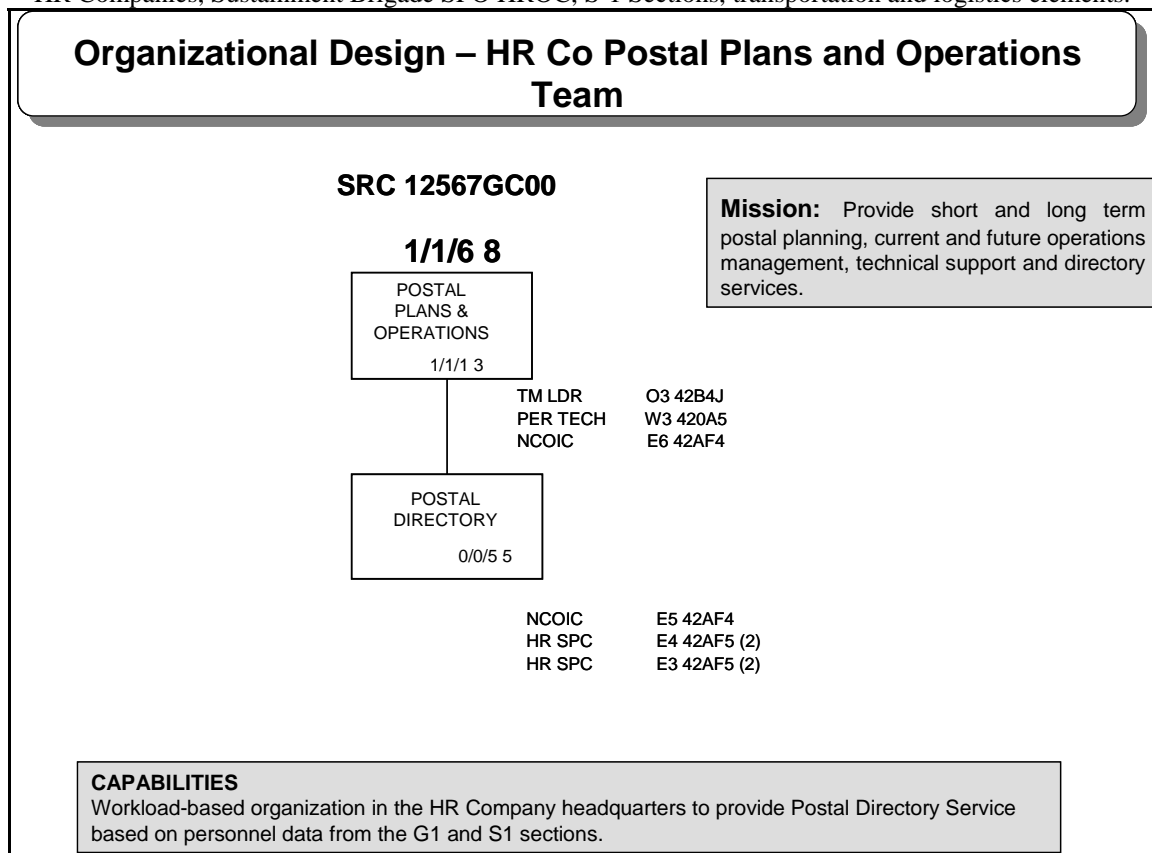 HR Companies, Sustainment Brigade SPO HROC, S-1 Sections, transportation and logistics elements.
Organizational Design – HR Co Postal Plans and Operations
Team
SRC 12567GC00
Mission: Provide short and long term
postal planning, current and future operations
management, technical support and directory
services.
1/1/6 8
POSTAL
PLANS &
OPERATIONS
1/1/1 3
TM LDR O3 42B4J
PER TECH W3 420A5
NCOIC E6 42AF4
POSTAL
DIRECTORY
0/0/5 5
NCOIC E5 42AF4
HR SPC E4 42AF5 (2)
HR SPC E3 42AF5 (2)
CAPABILITIES
Workload-based organization in the HR Company headquarters to provide Postal Directory Service
based on personnel data from the G1 and S1 sections.